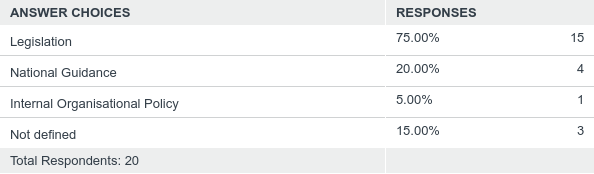 ANSWER CHOICES RESPONSES
Legislation 75.00% 15
National Guidance 20.00% 4
Internal Organisational Policy 5.00% 1
Not defined 15.00% 3
Total Respondents: 20